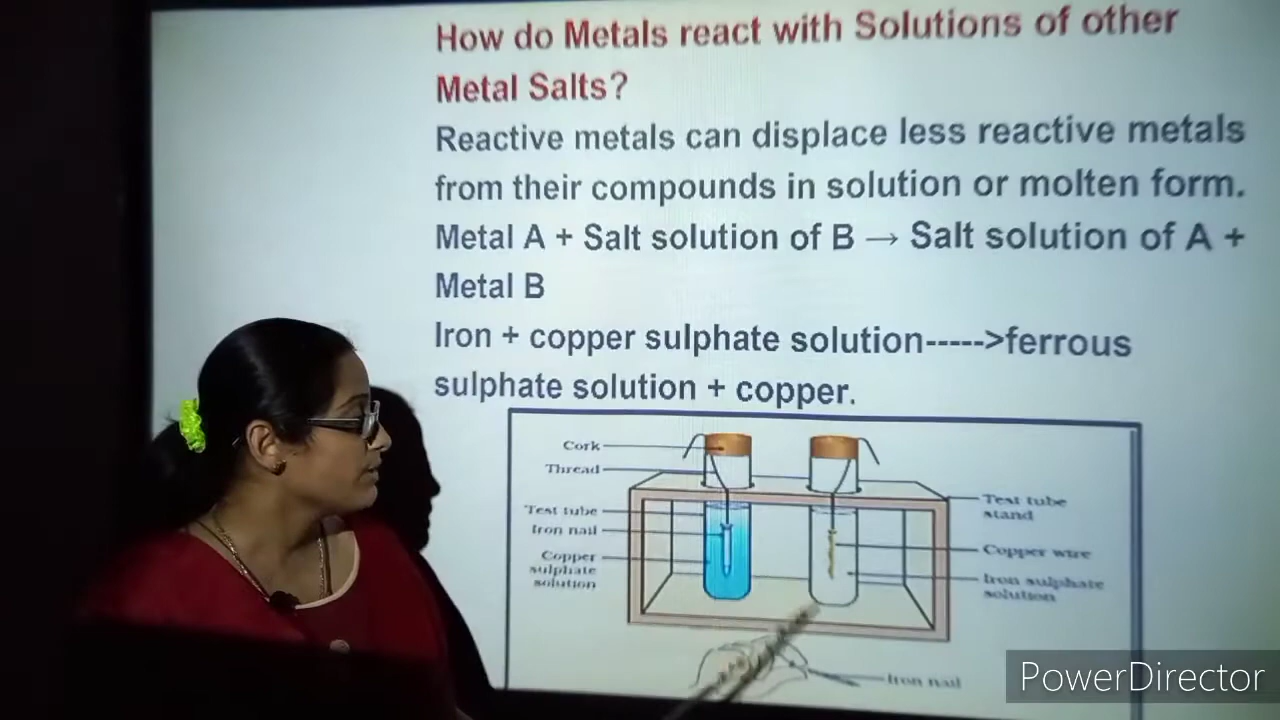 How do Metals react with Solutions of other
Metal Salts?
Reactive metals can displace less reactive metals
from their compounds in solution or molten form.
Metal A + Salt solution of B → Salt solution of A +
Metal B
Iron + copper sulphate solution----->ferrous
sulphate solution + copper.
Cork
Thread
Test tube
Iron nail
Copper
sulphate
solution
Test tube
stand
Copper wire
Iron sulphate
solution
Iron nail
PowerDirector